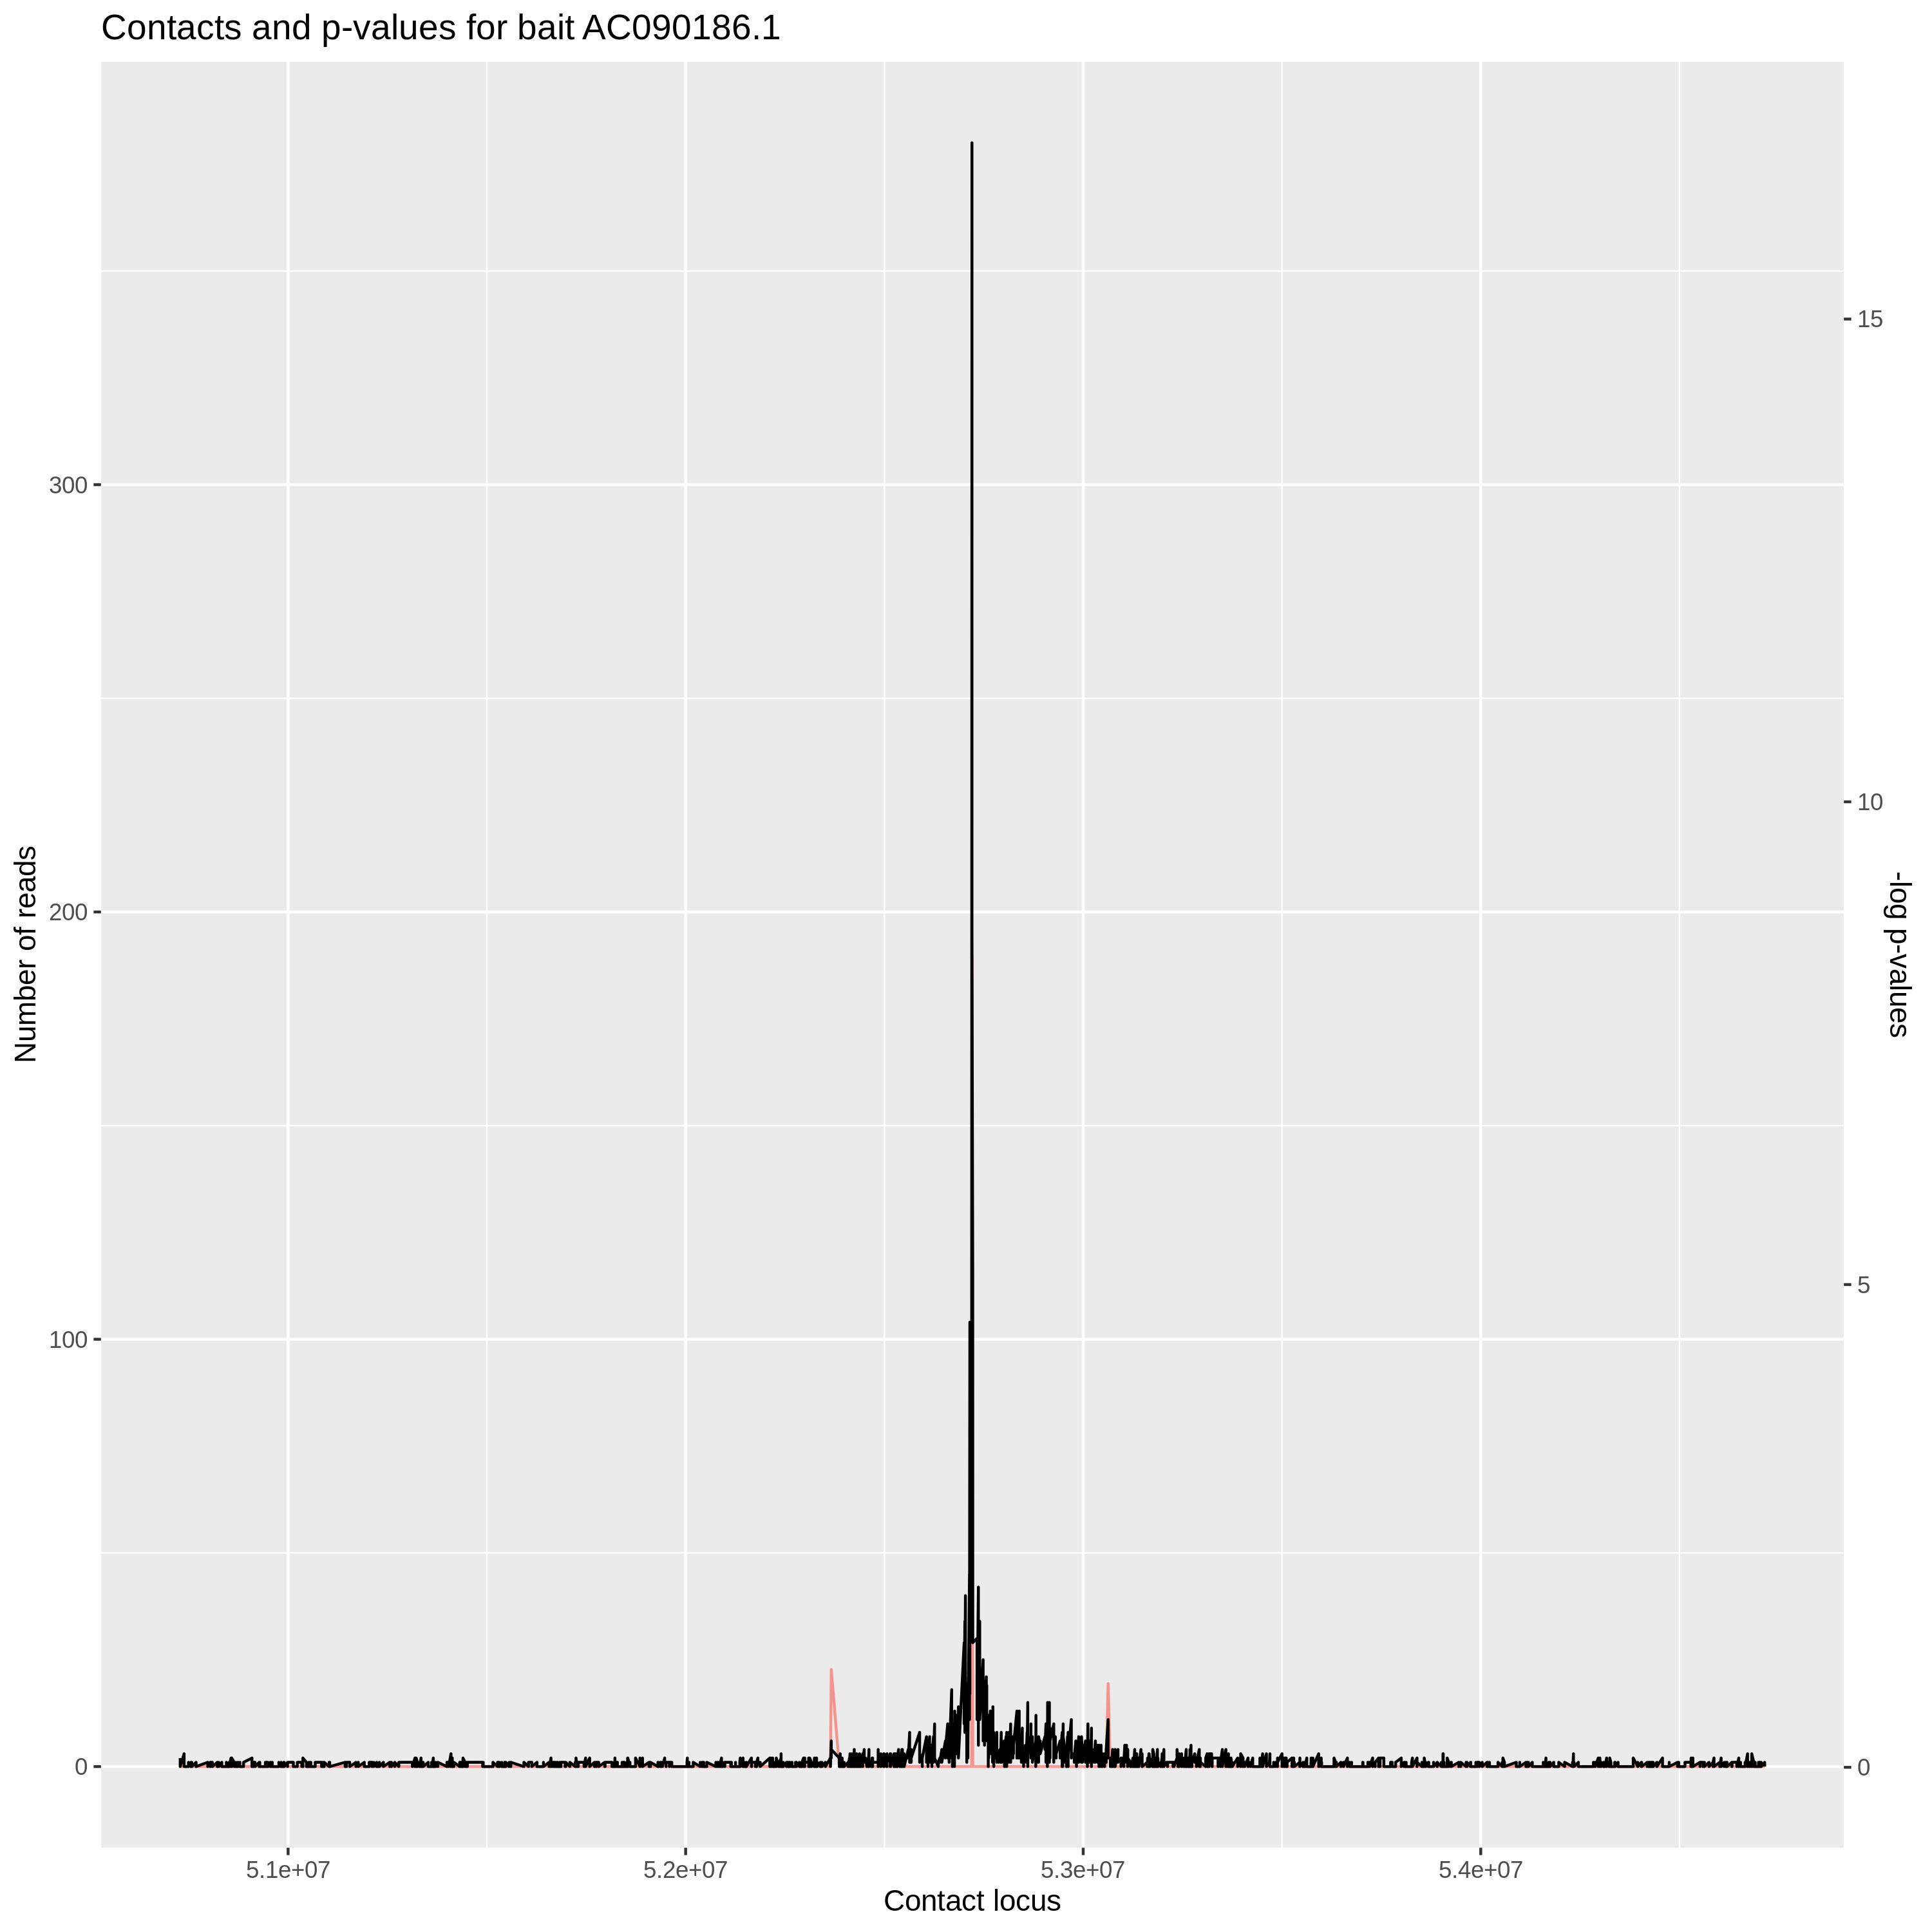 Contacts and p-values for bait AC090186.1
Number of reads
300
200
100
0
15
10
5
0
-log p-values
5.1e+07
5.2e+07
5.3e+07
5.4e+07
Contact locus